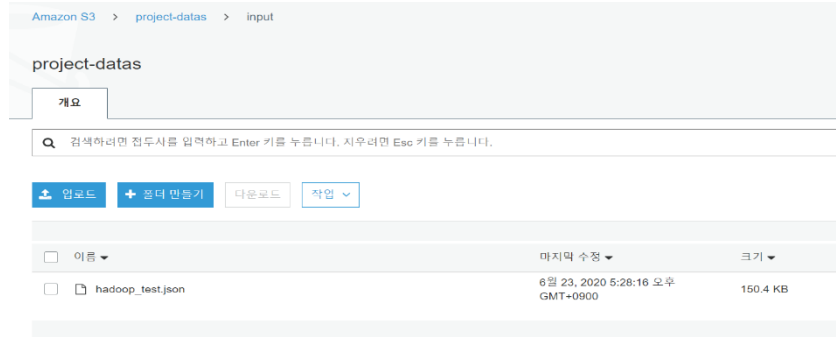 Amazon S3 > project-datas > input
project-datas
개요
검색하려면 접두사를 입력하고 Enter 키를 누릅니다. 지우려면 Esc 키를 누릅니다.
업로드 + 폴더 만들기 다운로드 작업
이름 마지막 수정 크기
hadoop_test.json 6월 23, 2020 5:28:16 오후 150.4 KB
GMT+0900